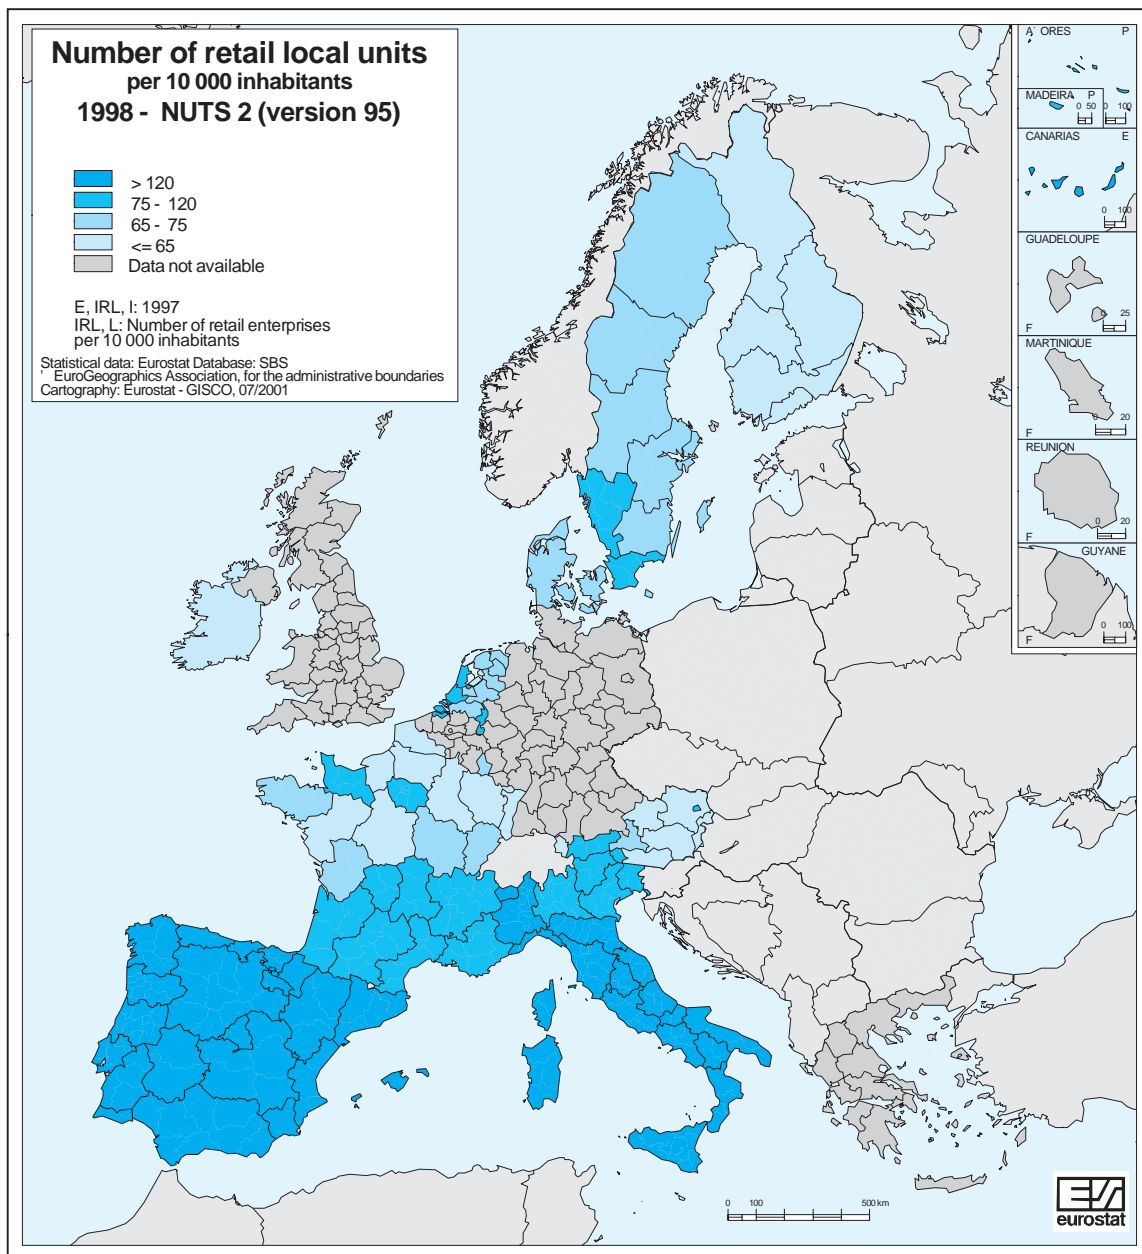 Number of retail local units
per 10 000 inhabitants
1998 - NUTS 2 (version 95)
> 120
75 - 120
65 - 75
<= 65
Data not available
E, IRL, I: 1997
IRL, L: Number of retail enterprises
per 10 000 inhabitants
Statistical data: Eurostat Database: SBS
' EuroGeographics Association, for the administrative boundaries
Cartography: Eurostat - GISCO, 07/2001
A´ ORES P
0 100
MADEIRA P
0 50
CANARIAS E
0 100
GUADELOUPE
0 25
F
MARTINIQUE
0 20
F
REUNION
0 20
F
GUYANE
0 100
F
0 100 500 km
eurostat